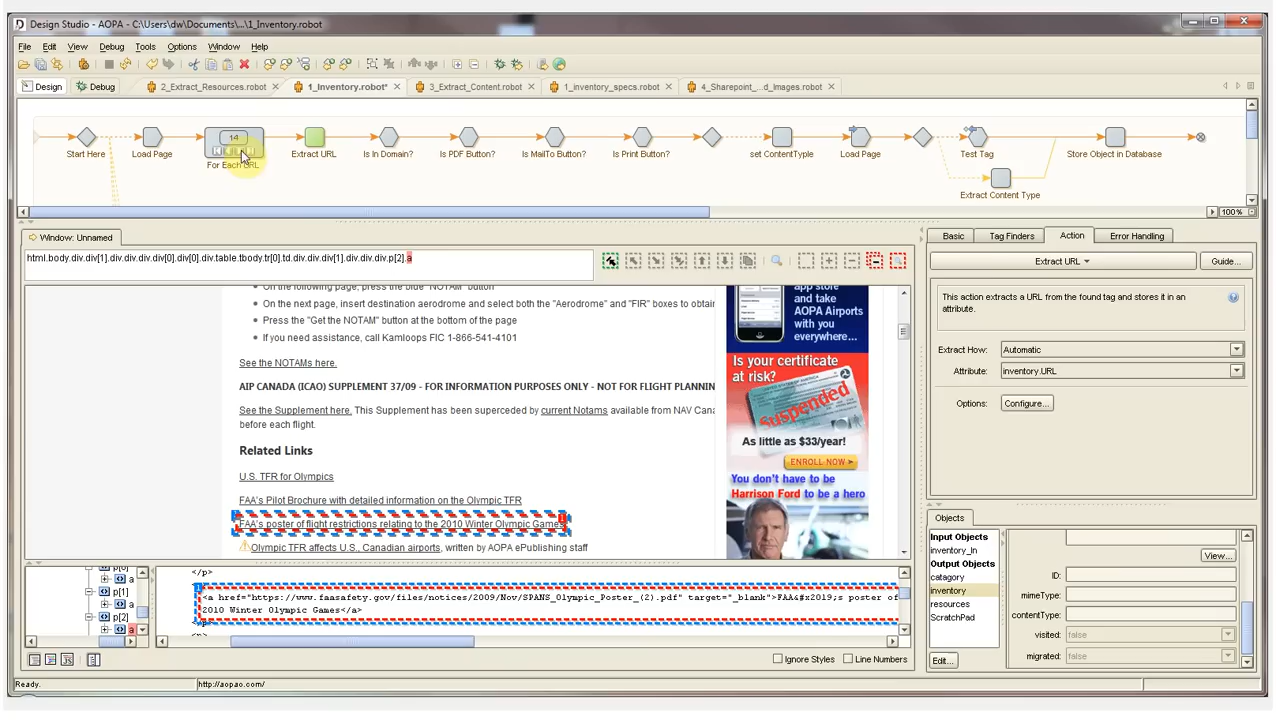 Design Studio - AOPA - C:\Users\dw\Documents\...\1_Inventory.robot
File Edit View Debug Tools Options Window Help
Design Debug 2_Extract_Resources.robot 1_Inventory.robot* 3_Extract_Content.robot 1_inventory_specs.robot 4_Sharepoint_...d_Images.robot
14
Start Here Load Page For Each URL Extract URL Is In Domain? Is PDF Button? Is MailTo Button? Is Print Button? set ContentTyple Load Page Test Tag Store Object in Database
Extract Content Type
100%
Window: Unnamed
html.body.div.div[1].div.div.div.div[0].div[0].div.table.tbody.tr[0].td.div.div.div[1].div.div.div.p[2].a
On the following page, press the blue "NOTAM" button
On the next page, insert destination aerodrome and select both the "Aerodrome" and "FIR" boxes to obtain
Press the "Get the NOTAM" button at the bottom of the page
If you need assistance, call Kamloops FIC 1-866-541-4101
See the NOTAMs here.
AIP CANADA (ICAO) SUPPLEMENT 37/09 - FOR INFORMATION PURPOSES ONLY - NOT FOR FLIGHT PLANNIN
See the Supplement here. This Supplement has been superceded by current Notams available from NAV Cana
before each flight.
Related Links
U.S. TFR for Olympics
FAA's Pilot Brochure with detailed information on the Olympic TFR
FAA's poster of flight restrictions relating to the 2010 Winter Olympic Games
Olympic TFR affects U.S., Canadian airports, written by AOPA ePublishing staff
app store
and take
AOPA Airports
with you
everywhere...
Is your certificate
at risk?
Suspended
As little as $33/year!
ENROLL NOW
You don't have to be
Harrison Ford to be a hero
p[0]
a
p[1]
a
p[2]
a
</p>
<a href="https://www.faasafety.gov/files/notices/2009/Nov/SPANS_Olympic_Poster_(2).pdf" target="_blank">FAA&#x2019;s poster of
2010 Winter Olympic Games</a>
</p>
Ignore Styles Line Numbers
Basic Tag Finders Action Error Handling
Extract URL Guide...
This action extracts a URL from the found tag and stores it in an
attribute.
Extract How: Automatic
Attribute: inventory.URL
Options: Configure...
Objects
Input Objects
inventory_In
Output Objects
catagory
inventory
resources
ScratchPad
Edit...
View...
ID:
mimeType:
contentType:
visited: false
migrated: false
Ready. http://aopao.com/